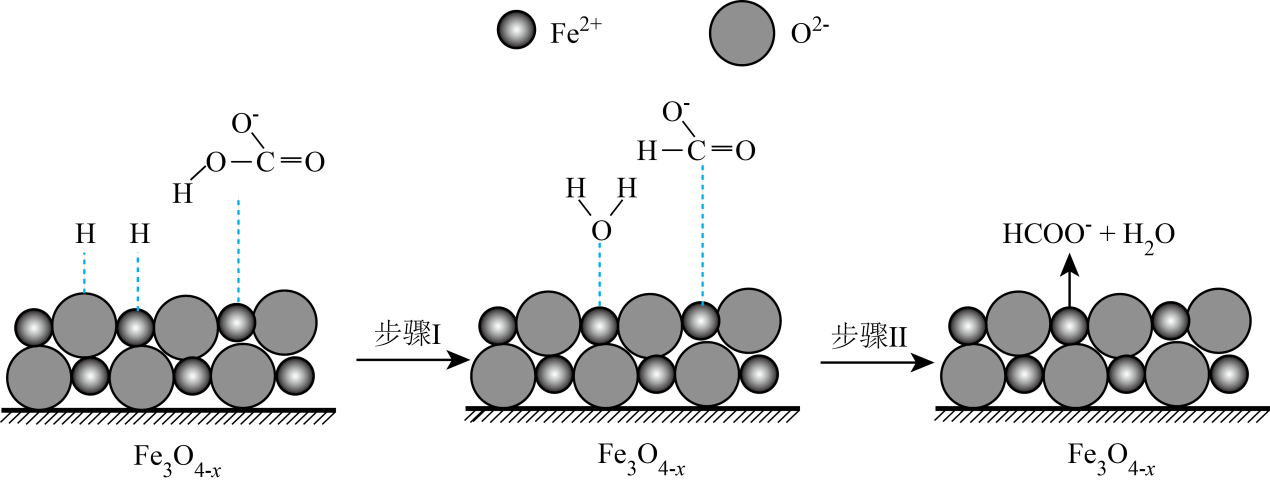 Fe²⁺
O²⁻
O⁻
H O C=O
H H
Fe₃O₄₋ₓ
步骤I
O⁻
H C=O
H H
O
Fe₃O₄₋ₓ
步骤II
HCOO⁻ + H₂O
Fe₃O₄₋ₓ